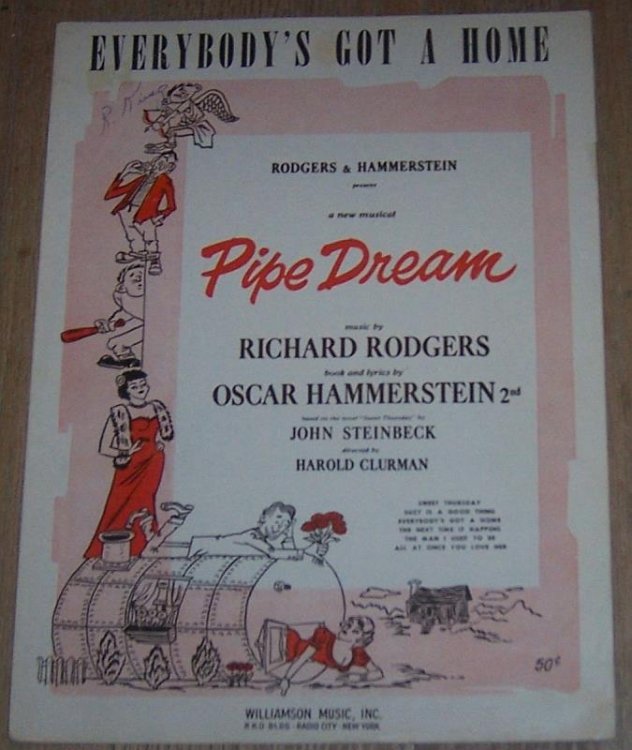 EVERYBODY'S GOT A HOME
RODGERS & HAMMERSTEIN
present
a new musical
Pipe Dream
music by
RICHARD RODGERS
book and lyrics by
OSCAR HAMMERSTEIN 2nd
based on the novel "Sweet Thursday" by
JOHN STEINBECK
directed by
HAROLD CLURMAN
SWEET THURSDAY
SUZY IS A GOOD THING
EVERYBODY'S GOT A HOME
THE NEXT TIME IT HAPPENS
THE MAN I USED TO BE
ALL AT ONCE YOU LOVE HER
50¢
WILLIAMSON MUSIC, INC.
R.K.O BLDG. · RADIO CITY · NEW YORK